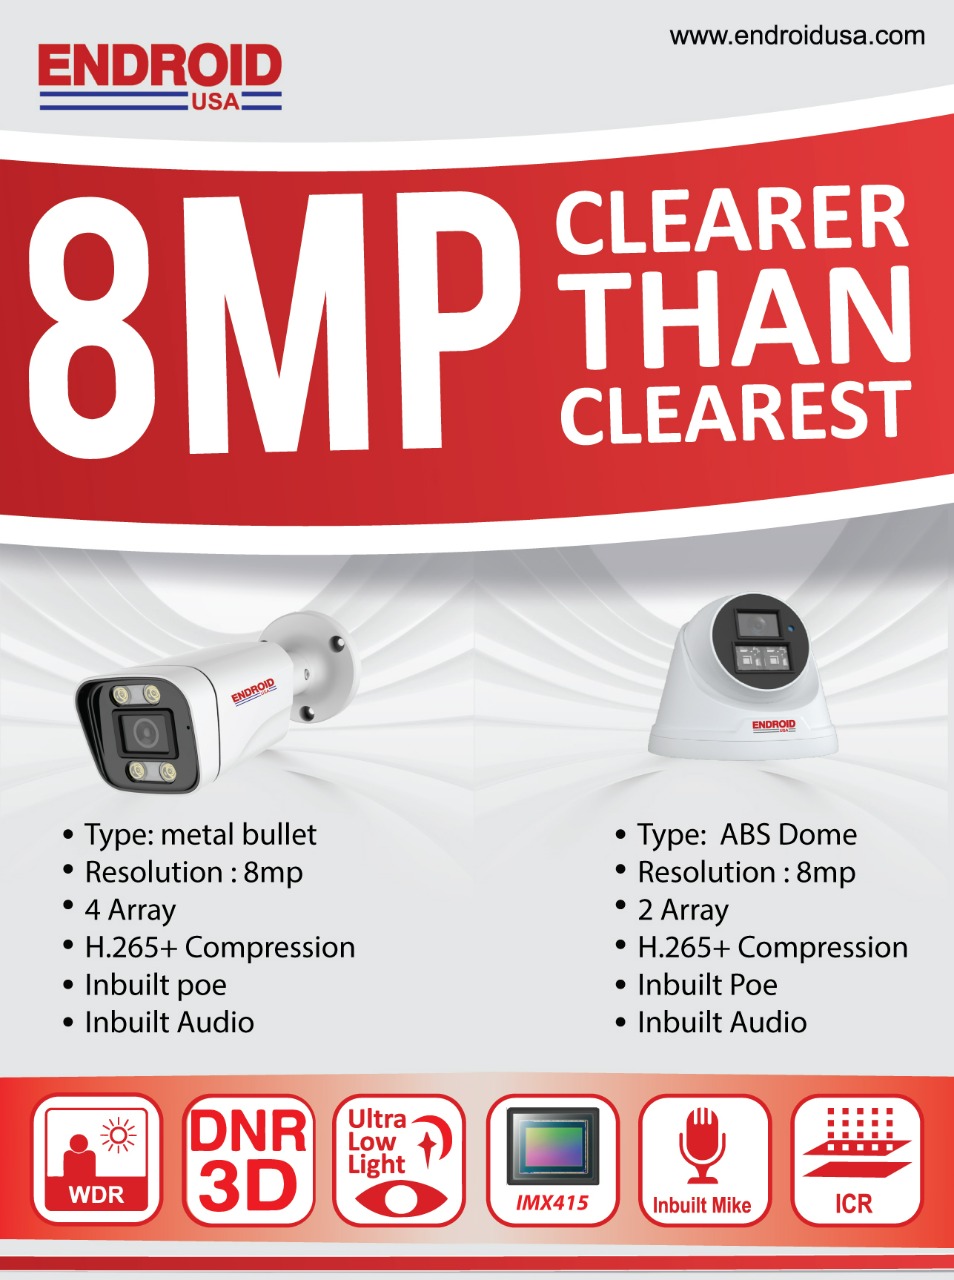 www.endroidusa.com
ENDROID
USA
8MP
CLEARER
THAN
CLEAREST
ENDROID
USA
ENDROID
USA
• Type: metal bullet
• Resolution : 8mp
• 4 Array
• H.265+ Compression
• Inbuilt poe
• Inbuilt Audio
• Type: ABS Dome
• Resolution : 8mp
• 2 Array
• H.265+ Compression
• Inbuilt Poe
• Inbuilt Audio
WDR
DNR
3D
Ultra
Low
Light
IMX415
Inbuilt Mike
ICR